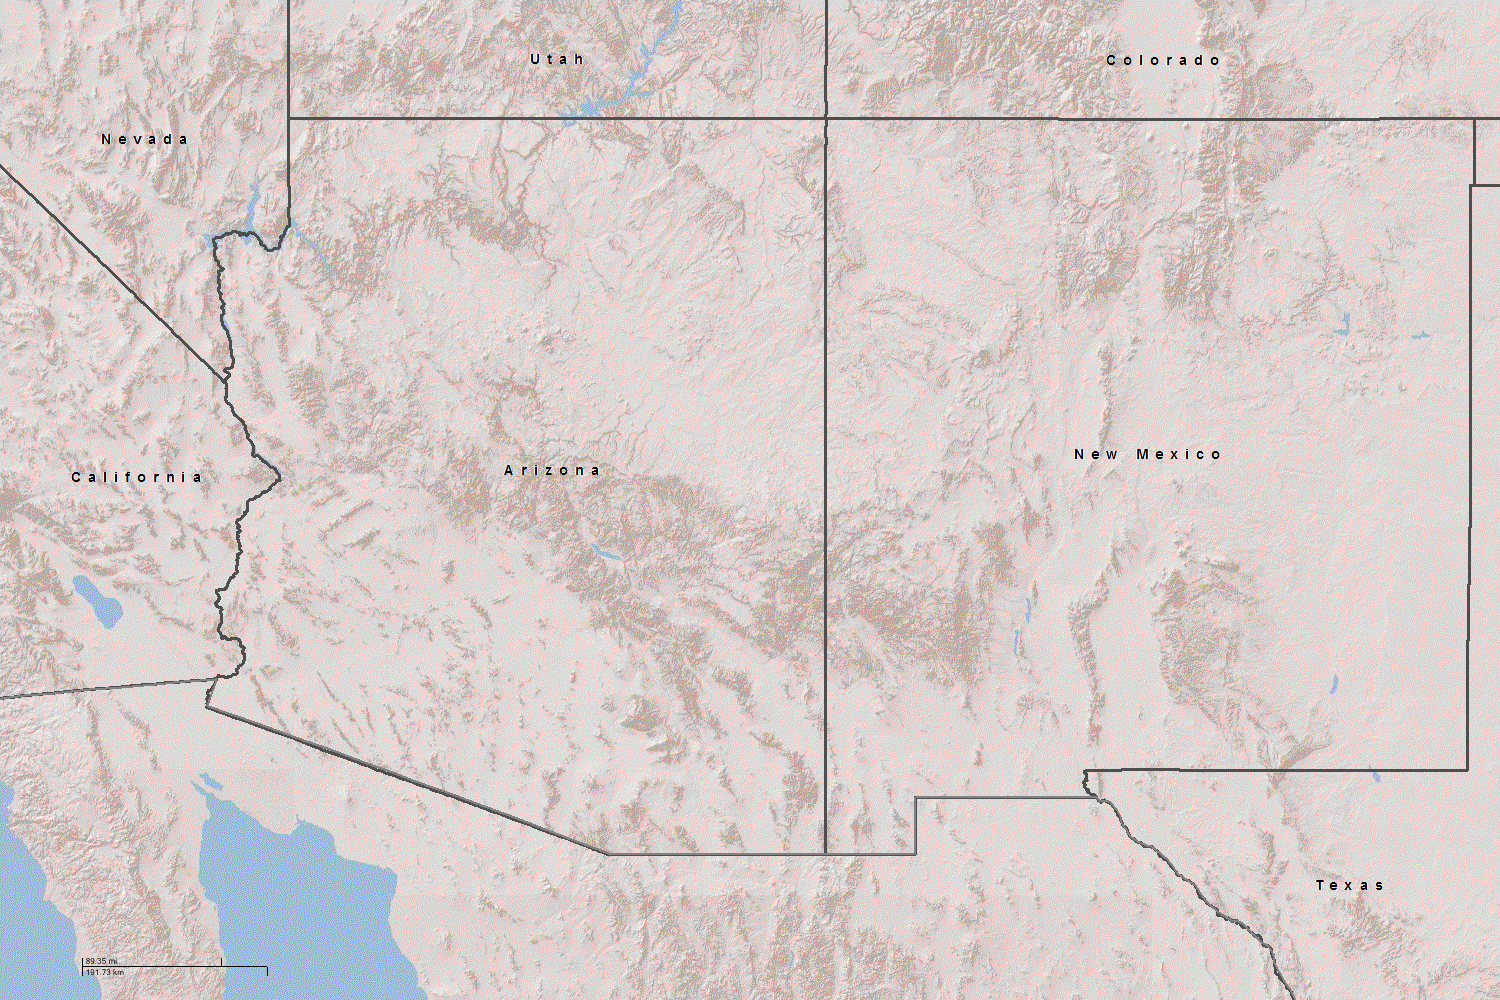 Utah
Colorado
Nevada
New Mexico
Arizona
California
Texas
89.35 mi
191.73 km